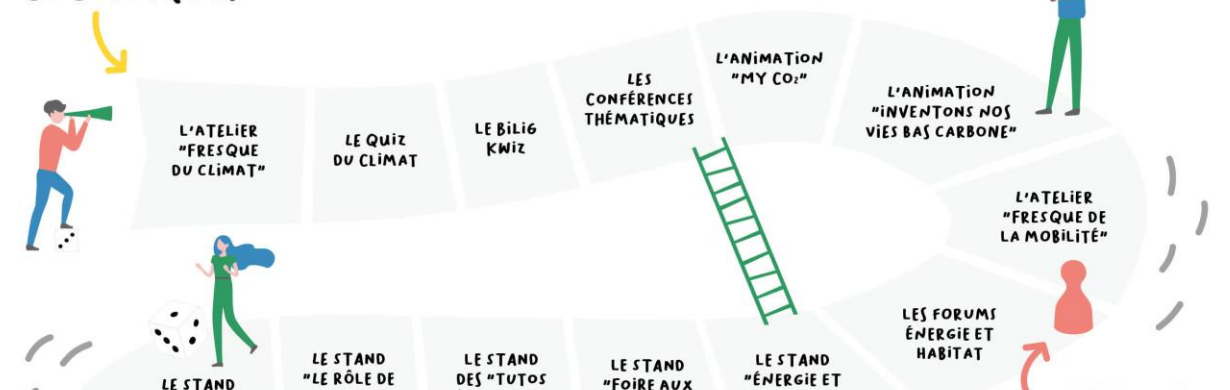 L'ATELIER
"FRESQUE
DU CLiMAT"
LE QUiZ
DU CLiMAT
LE BiLiG
KWiZ
LES
CONFÉRENCES
THÉMATiQUES
L'ANiMATiON
"MY CO₂"
L'ANiMATiON
"iNVENTONS NOS
ViES BAS CARBONE"
L'ATELiER
"FRESQUE DE
LA MOBiLiTÉ"
LES FORUMS
ÉNERGiE ET
HABiTAT
LE STAND
"ÉNERGiE ET
LE STAND
"FOiRE AUX
LE STAND
DES "TUTOS
LE STAND
"LE RÔLE DE
LE STAND